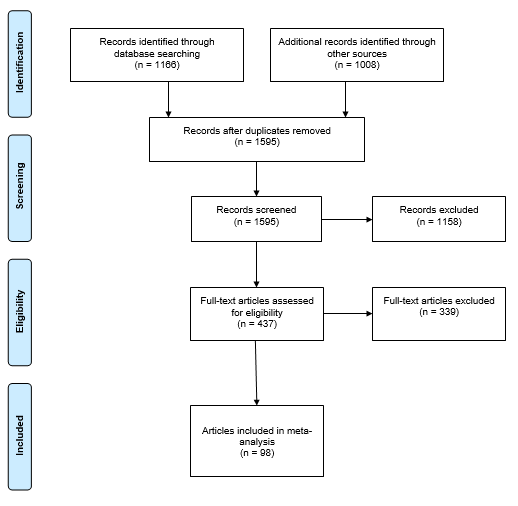 Identification
Records identified through
database searching
(n = 1166)
Additional records identified through
other sources
(n = 1008)
Records after duplicates removed
(n = 1595)
Screening
Records screened
(n = 1595)
Records excluded
(n = 1158)
Eligibility
Full-text articles assessed
for eligibility
(n = 437)
Full-text articles excluded
(n = 339)
Included
Articles included in meta-
analysis
(n = 98)